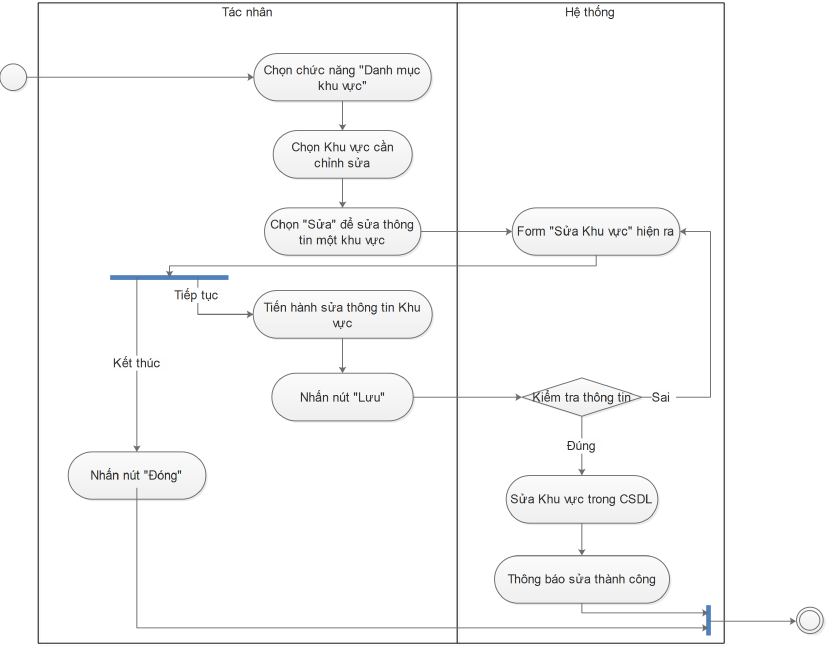 Tác nhân
Hệ thống
Chọn chức năng "Danh mục
khu vực"
Chọn Khu vực cần
chỉnh sửa
Chọn "Sửa" để sửa thông
tin một khu vực
Form "Sửa Khu vực" hiện ra
Tiếp tục
Tiến hành sửa thông tin Khu
vực
Kết thúc
Nhấn nút "Lưu"
Kiểm tra thông tin
Sai
Đúng
Nhấn nút "Đóng"
Sửa Khu vực trong CSDL
Thông báo sửa thành công